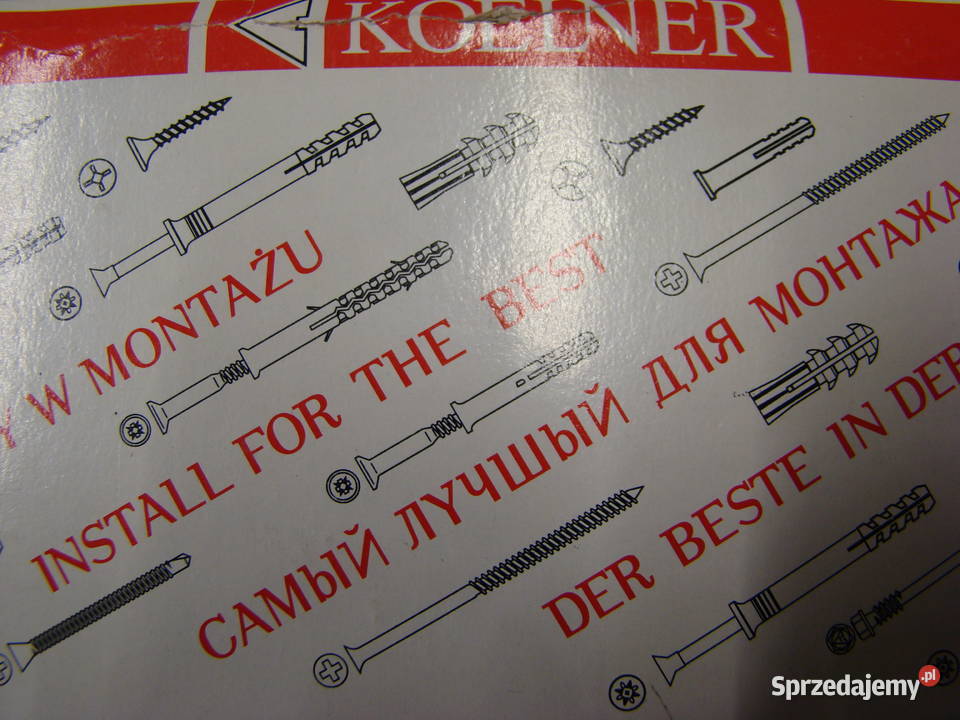 KOELNER
W MONTAŻU
INSTALL FOR THE BEST
САМЫЙ ЛУЧШЫЙ ДЛЯ МОНТАЖА
DER BESTE IN DER
Sprzedajemy.pl